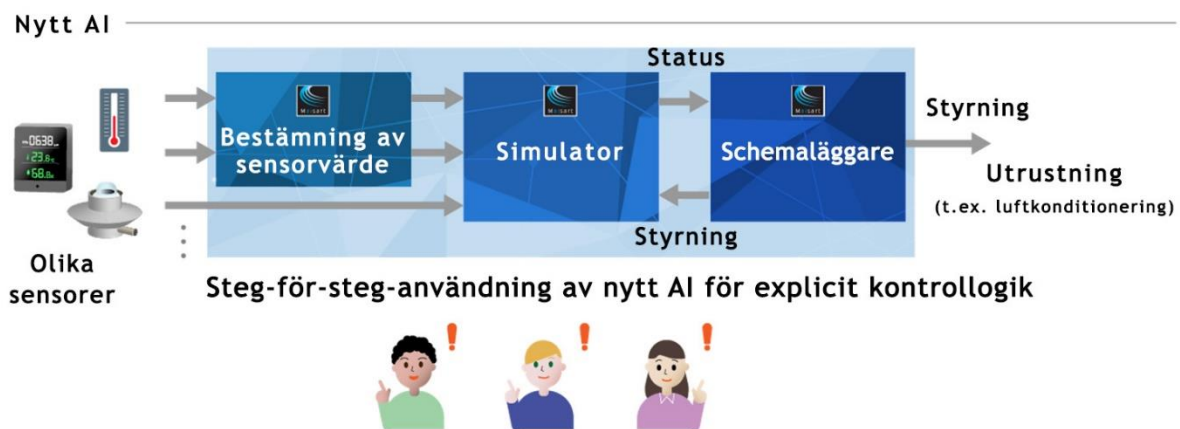 Nytt AI
Status
Bestämning av
sensorvärde
Simulator
Schemaläggare
Styrning
Utrustning
(t.ex. luftkonditionering)
Styrning
Olika
sensorer
Steg-för-steg-användning av nytt AI för explicit kontrollogik